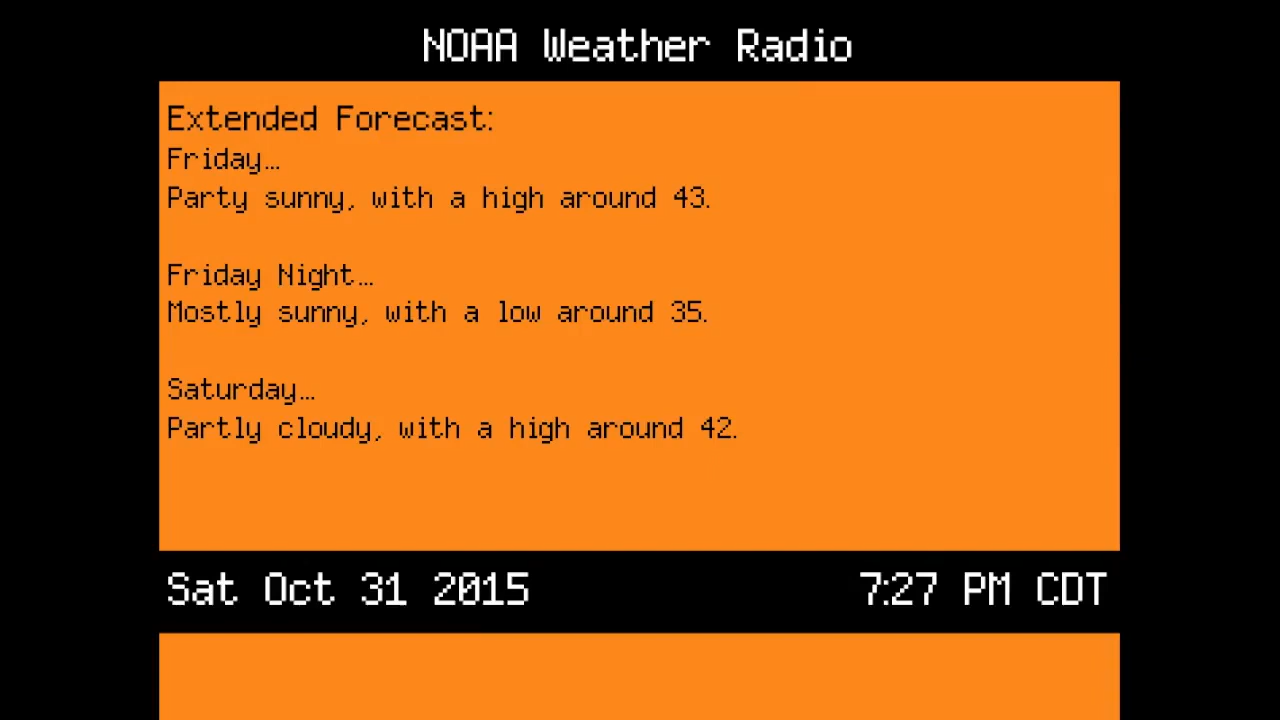 NOAA Weather Radio
Extended Forecast:
Friday...
Party sunny, with a high around 43.
Friday Night...
Mostly sunny, with a low around 35.
Saturday...
Partly cloudy, with a high around 42.
Sat Oct 31 2015
7:27 PM CDT